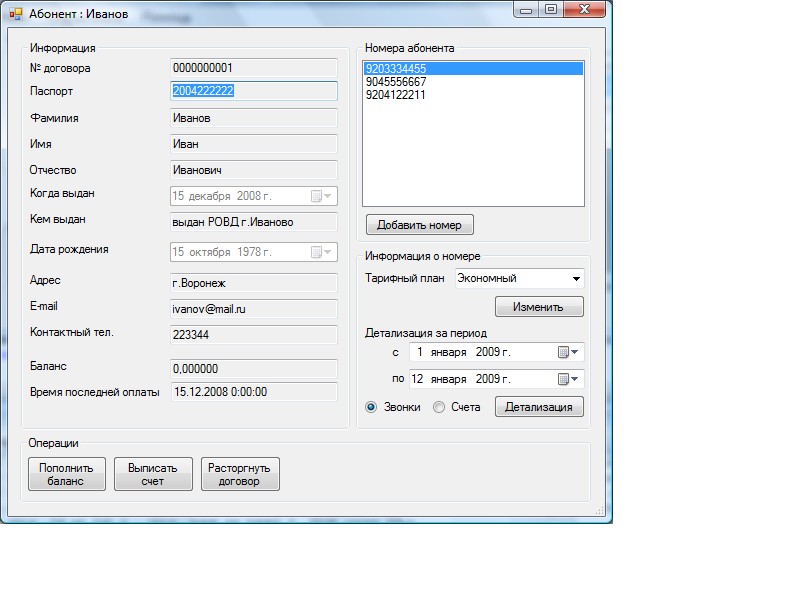 Абонент : Иванов
Информация
№ договора 0000000001
Паспорт 2004222222
Фамилия Иванов
Имя Иван
Отчество Иванович
Когда выдан 15 декабря 2008 г.
Кем выдан выдан РОВД г.Иваново
Дата рождения 15 октября 1978 г.
Адрес г.Воронеж
E-mail ivanov@mail.ru
Контактный тел. 223344
Баланс 0,000000
Время последней оплаты 15.12.2008 0:00:00
Номера абонента
9203334455
9045556667
9204122211
Добавить номер
Информация о номере
Тарифный план Экономный
Изменить
Детализация за период
с 1 января 2009 г.
по 12 января 2009 г.
Звонки Счета Детализация
Операции
Пополнить
баланс
Выписать
счет
Расторгнуть
договор